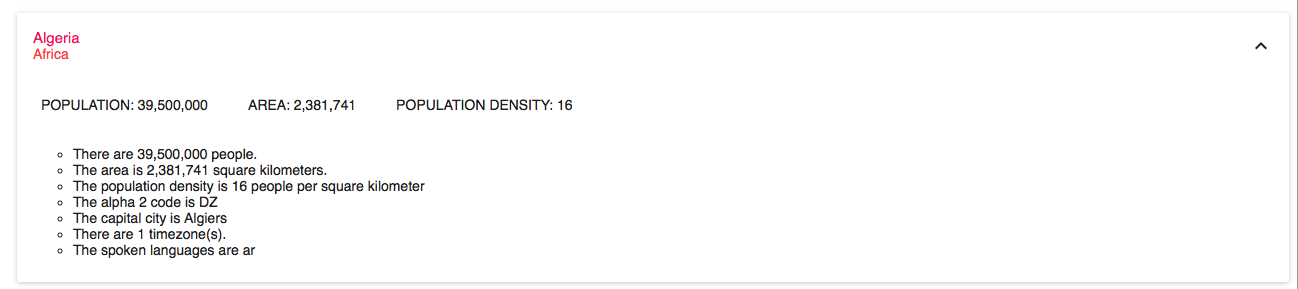 Algeria
Africa
POPULATION: 39,500,000 AREA: 2,381,741 POPULATION DENSITY: 16
There are 39,500,000 people.
The area is 2,381,741 square kilometers.
The population density is 16 people per square kilometer
The alpha 2 code is DZ
The capital city is Algiers
There are 1 timezone(s).
The spoken languages are ar